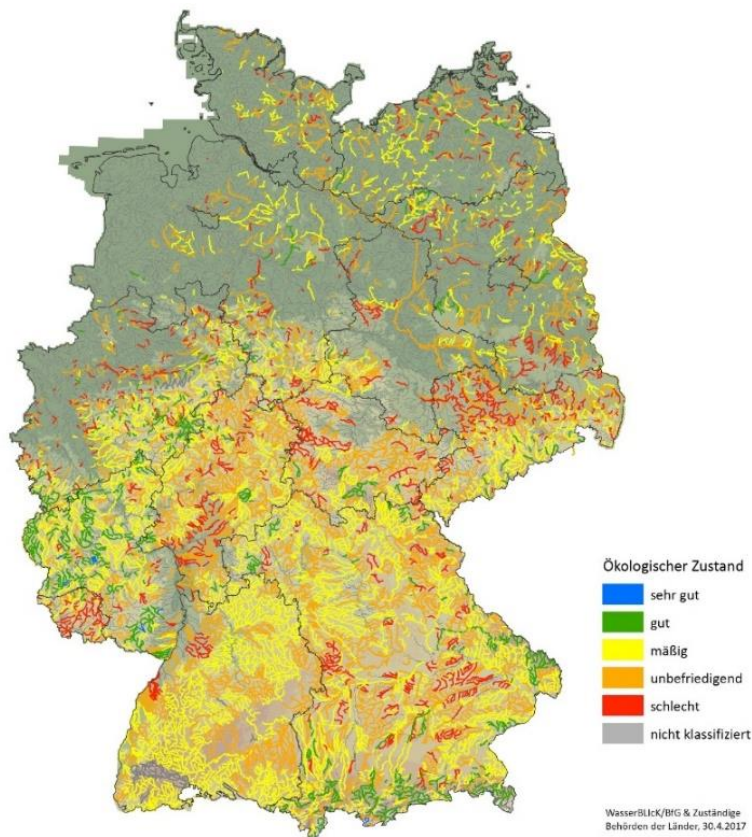 Ökologischer Zustand
sehr gut
gut
mäßig
unbefriedigend
schlecht
nicht klassifiziert
WasserBLIcK/BfG & Zuständige
Behörden der Länder, 30.4.2017